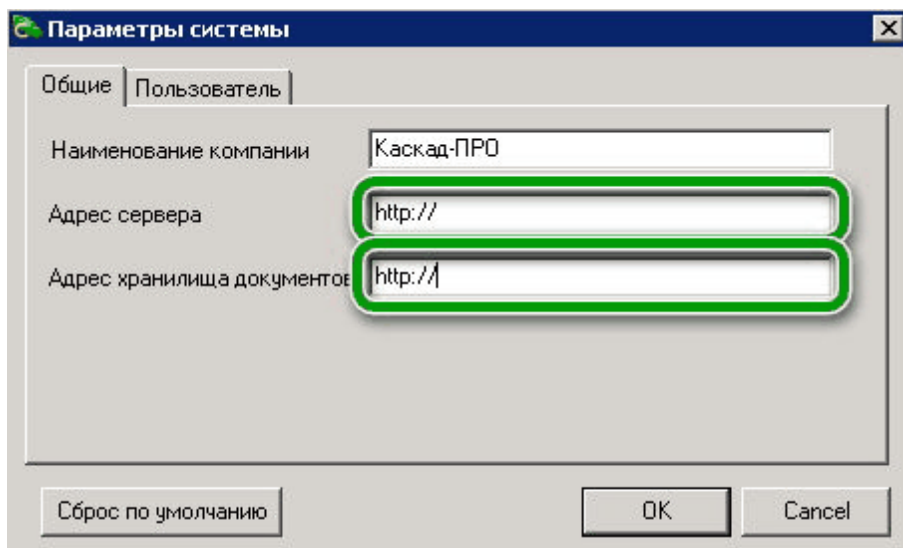 Параметры системы
Общие
Пользователь
Наименование компании
Каскад-ПРО
Адрес сервера
http://
Адрес хранилища документов
http://
Сброс по умолчанию
OK
Cancel